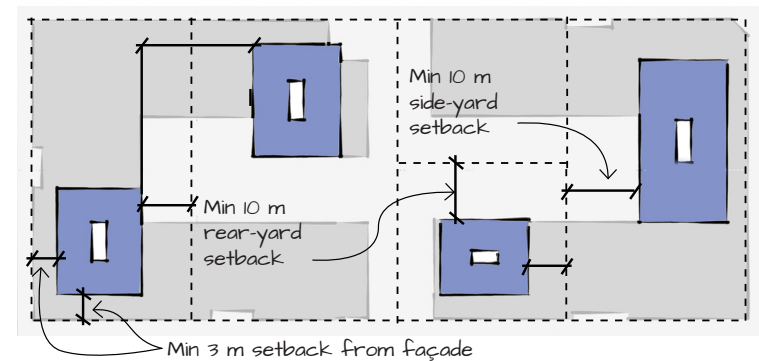 Min 10 m
side-yard
setback
Min 10 m
rear-yard
setback
Min 3 m setback from façade